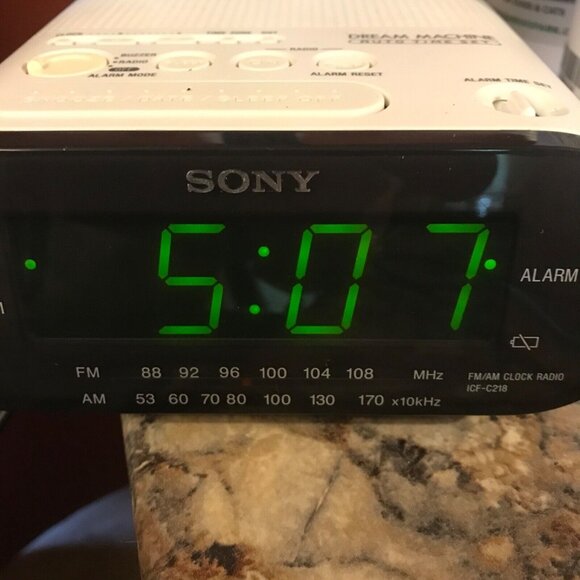 DREAM MACHINE
AUTO TIME SET
BUZZER
RADIO
OFF
ALARM MODE
RADIO
ALARM RESET
ALARM TIME SET
SONY
5:07
ALARM
FM 88 92 96 100 104 108 MHz
FM/AM CLOCK RADIO
ICF-C218
AM 53 60 70 80 100 130 170 x10kHz